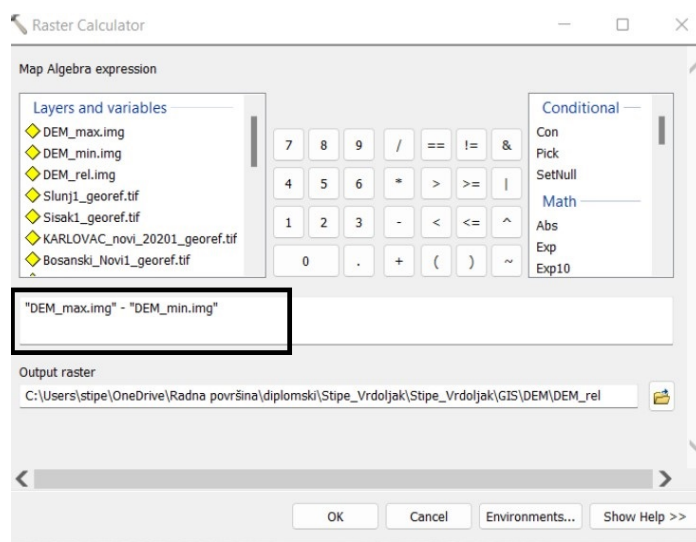 Raster Calculator
Map Algebra expression
Layers and variables
DEM_max.img
DEM_min.img
DEM_rel.img
Slunj1_georef.tif
Sisak1_georef.tif
KARLOVAC_novi_20201_georef.tif
Bosanski_Novi1_georef.tif
7 8 9 / == != &
4 5 6 * > >= |
1 2 3 - < <= ^
0 . + ( ) ~
Conditional
Con
Pick
SetNull
Math
Abs
Exp
Exp10
"DEM_max.img" - "DEM_min.img"
Output raster
C:\Users\stipe\OneDrive\Radna površina\diplomski\Stipe_Vrdoljak\Stipe_Vrdoljak\GIS\DEM\DEM_rel
OK Cancel Environments... Show Help >>